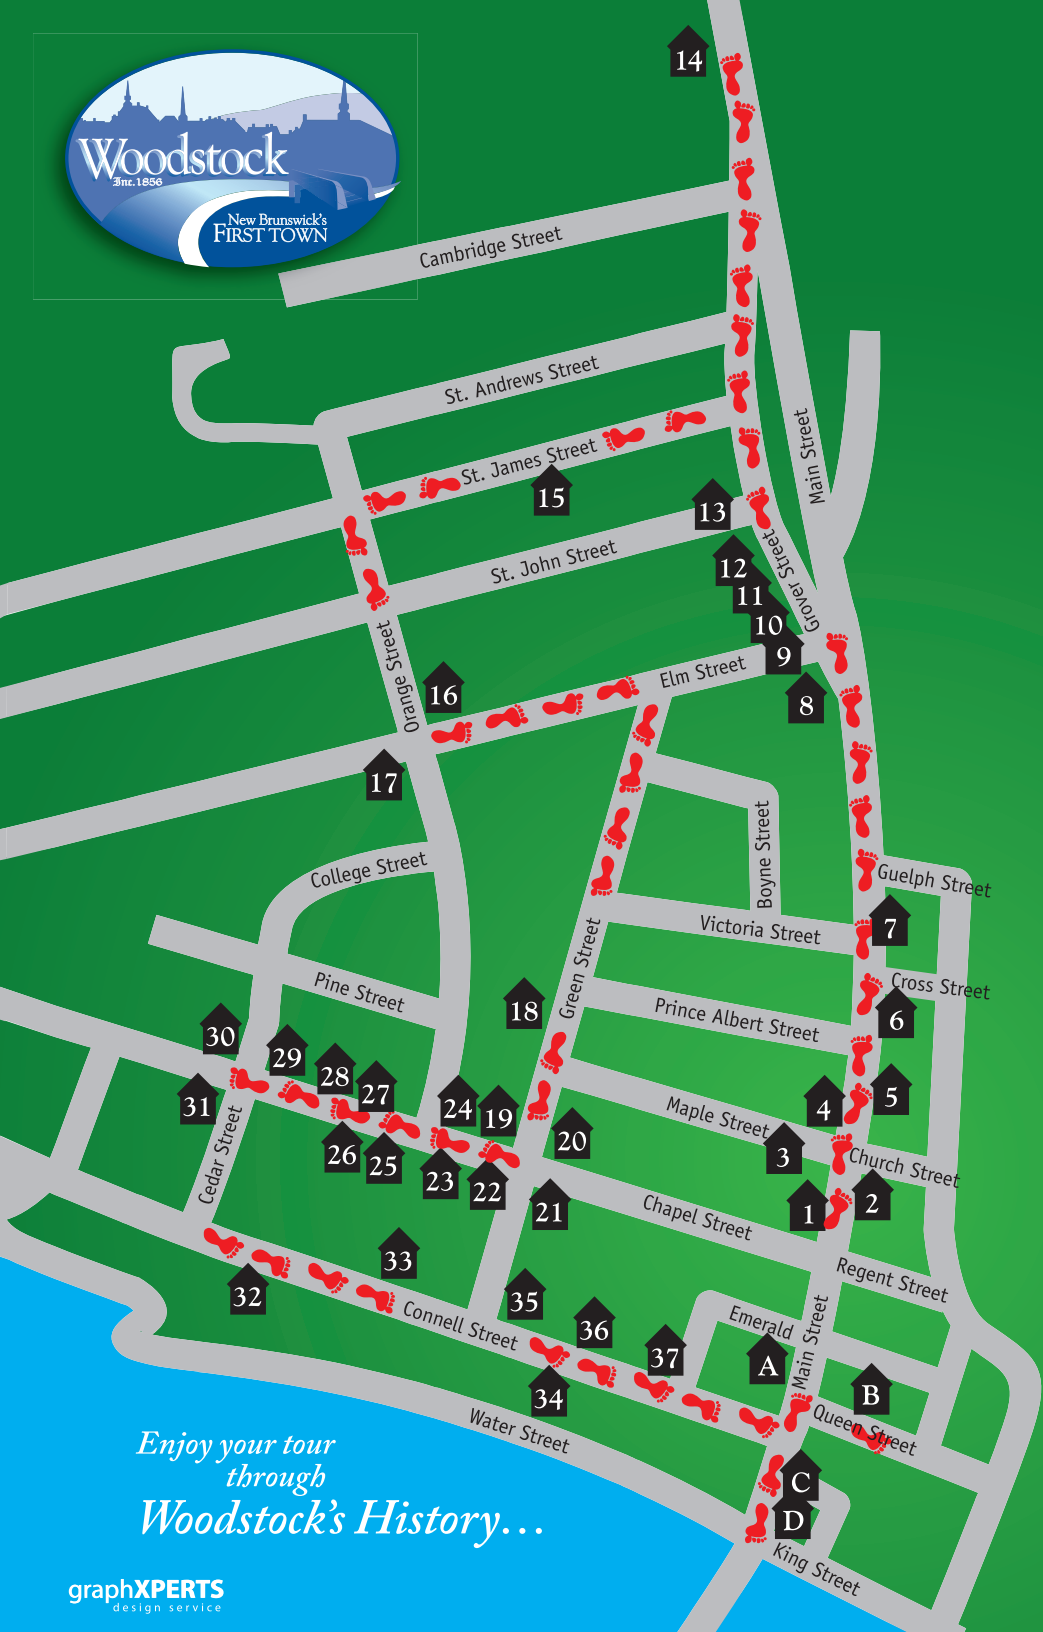 14
Woodstock
Inc. 1856
New Brunswick's
FIRST TOWN
Cambridge Street
St. Andrews Street
Main Street
St. James Street
15
13
St. John Street
12
11
10
9
Grover Street
Orange Street
16
Elm Street
8
17
Boyne Street
College Street
Guelph Street
7
Victoria Street
Green Street
Pine Street
Cross Street
18
Prince Albert Street
6
30
29
28
27
31
24
19
4
5
Maple Street
20
3
Church Street
26
25
23
22
Cedar Street
21
1
2
Chapel Street
33
Regent Street
32
35
Connell Street
36
Emerald
Main Street
37
A
B
34
Queen Street
Water Street
Enjoy your tour
through
Woodstock's History...
C
D
King Street
graphXPERTS
design service